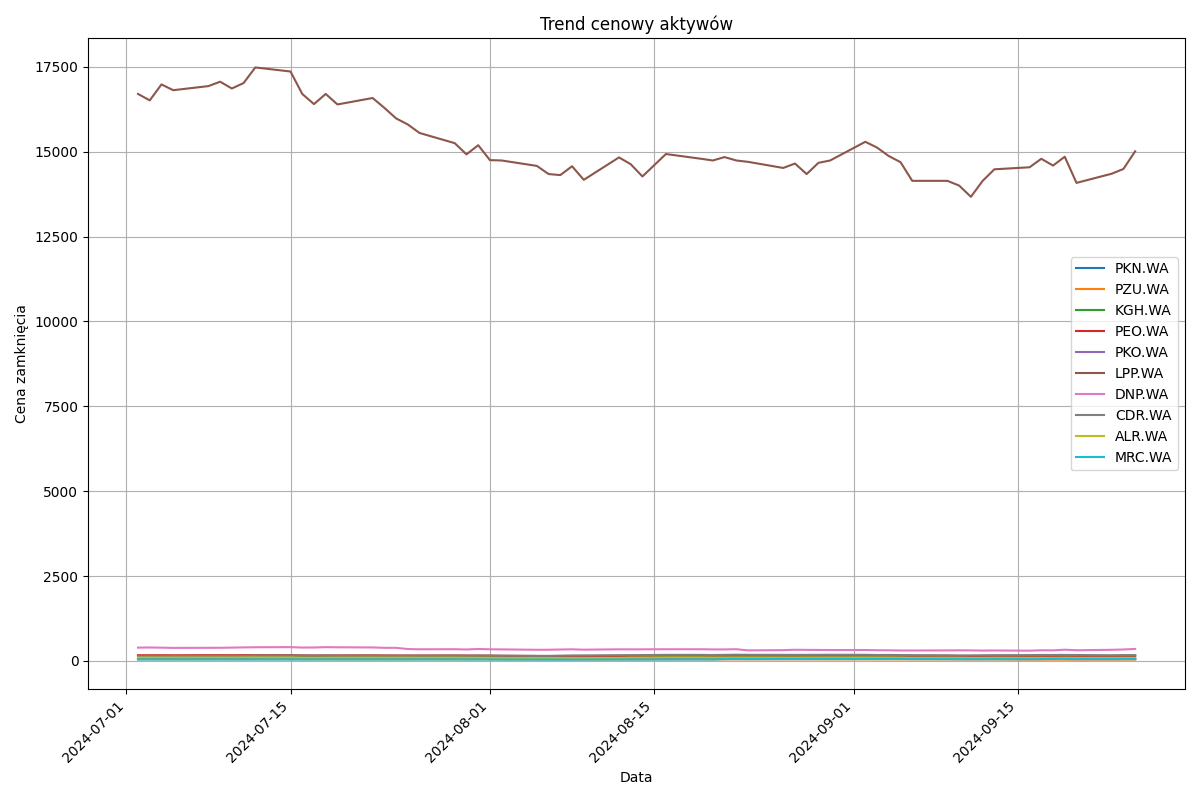 Trend cenowy aktywów
17500
15000
12500
10000
7500
5000
2500
0
Cena zamknięcia
PKN.WA
PZU.WA
KGH.WA
PEO.WA
PKO.WA
LPP.WA
DNP.WA
CDR.WA
ALR.WA
MRC.WA
2024-07-01
2024-07-15
2024-08-01
2024-08-15
2024-09-01
2024-09-15
Data